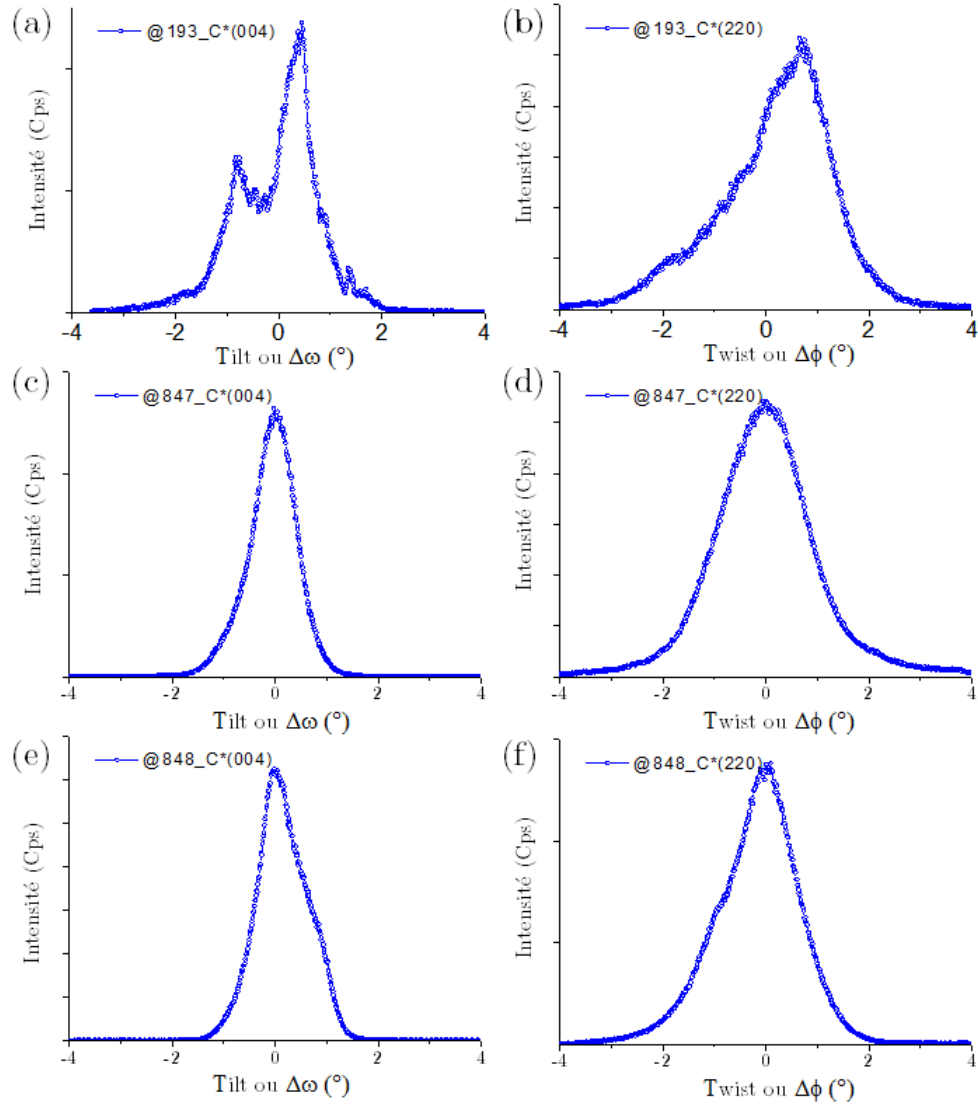 (a)
@193_C*(004)
Intensité (Cps)
-4 -2 0 2 4
Tilt ou Δω (°)
(b)
@193_C*(220)
Intensité (Cps)
-4 -2 0 2 4
Twist ou Δϕ (°)
(c)
@847_C*(004)
Intensité (Cps)
-4 -2 0 2 4
Tilt ou Δω (°)
(d)
@847_C*(220)
Intensité (Cps)
-4 -2 0 2 4
Twist ou Δϕ (°)
(e)
@848_C*(004)
Intensité (Cps)
-4 -2 0 2 4
Tilt ou Δω (°)
(f)
@848_C*(220)
Intensité (Cps)
-4 -2 0 2 4
Twist ou Δϕ (°)